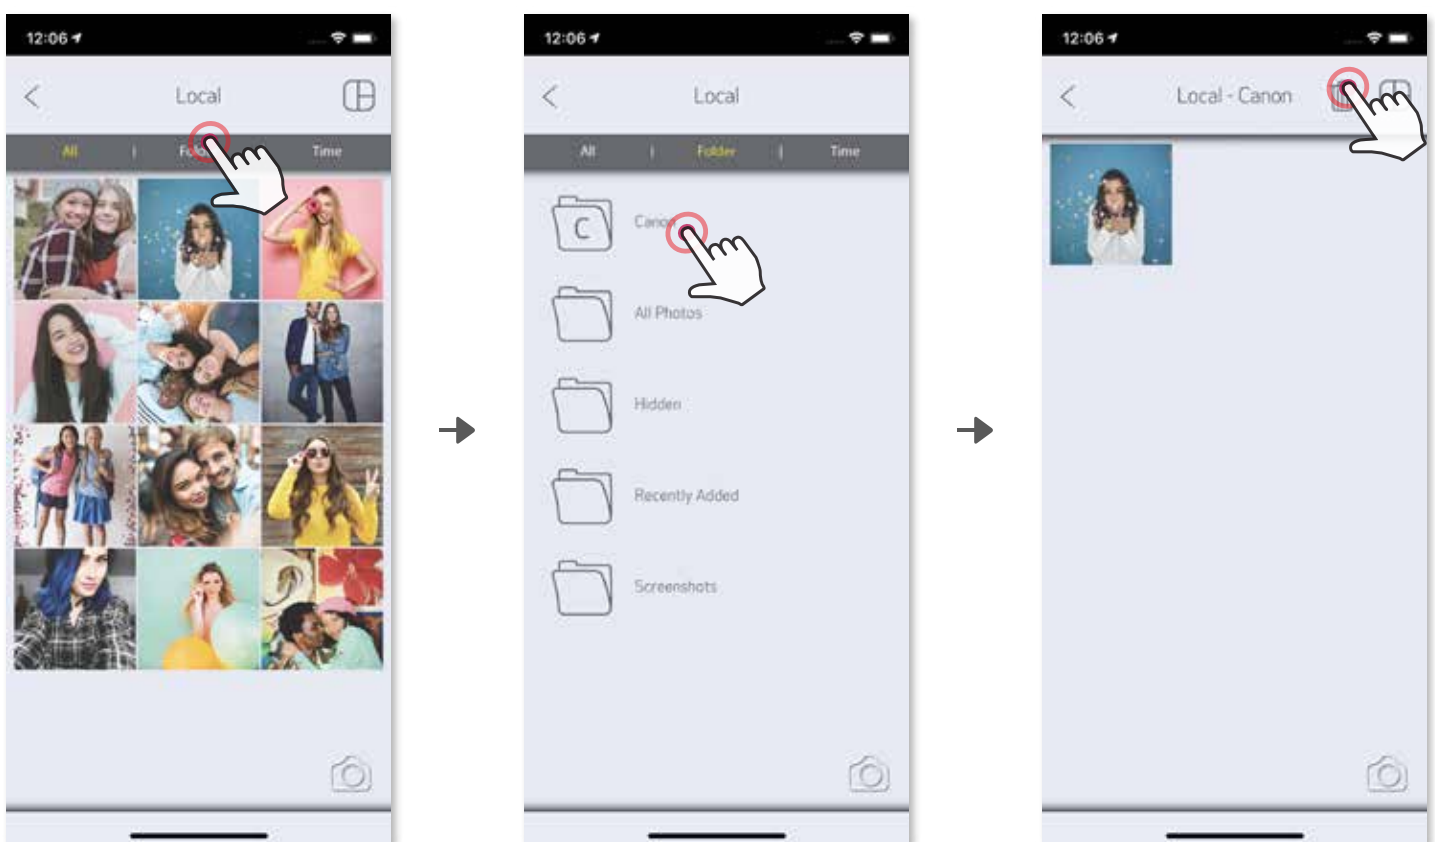 12:06
Local
All | Time
12:06
Local
All | Folder | Time
C
Canon
All Photos
Hidden
Recently Added
Screenshots
12:06
Local - Canon